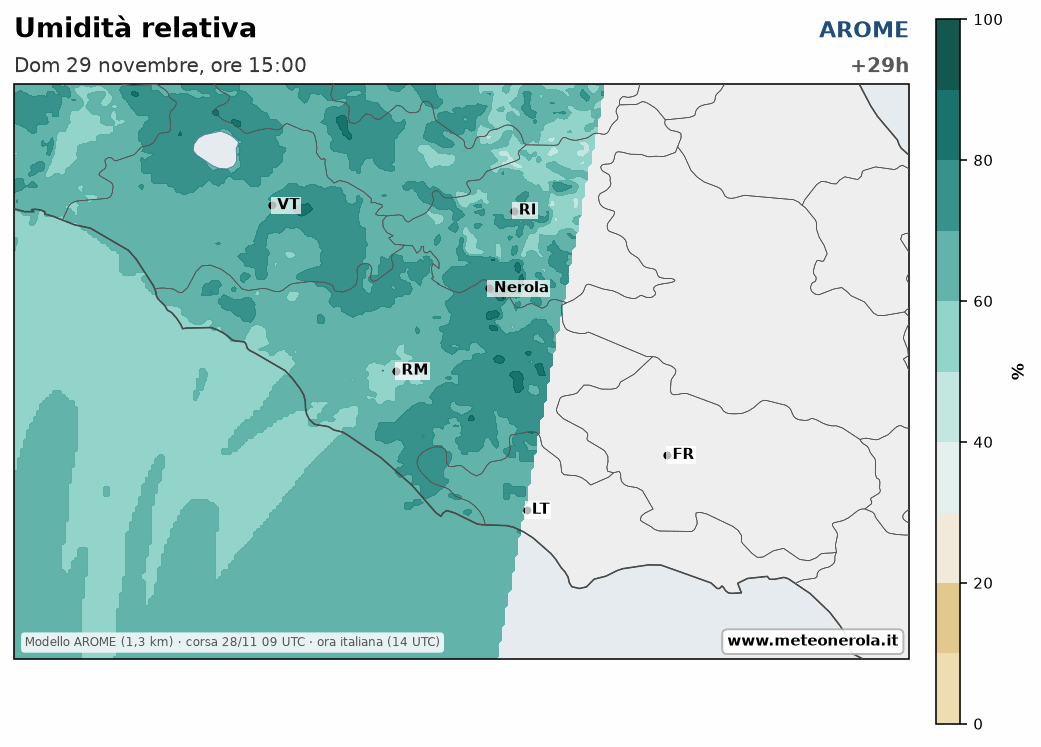 Umidità relativa
AROME
Dom 29 novembre, ore 15:00
+29h
100
80
60
40
20
0
%
VT
RI
Nerola
RM
FR
LT
Modello AROME (1,3 km) · corsa 28/11 09 UTC · ora italiana (14 UTC)
www.meteonerola.it